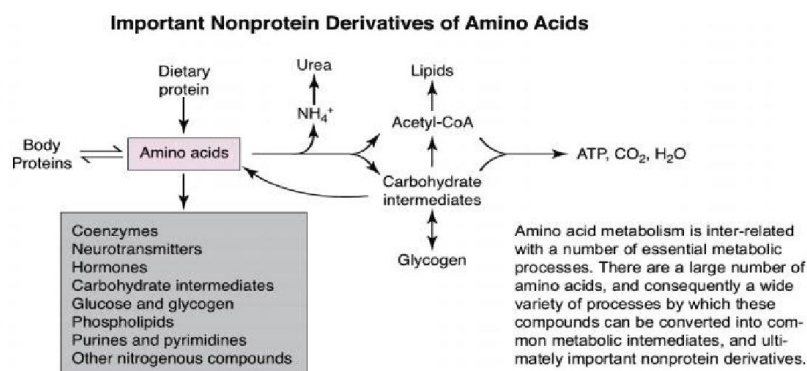 Important Nonprotein Derivatives of Amino Acids
Dietary
protein
Urea
NH₄⁺
Lipids
Acetyl-CoA
Body
Proteins
Amino acids
ATP, CO₂, H₂O
Carbohydrate
intermediates
Glycogen
Coenzymes
Neurotransmitters
Hormones
Carbohydrate intermediates
Glucose and glycogen
Phospholipids
Purines and pyrimidines
Other nitrogenous compounds
Amino acid metabolism is inter-related
with a number of essential metabolic
processes. There are a large number of
amino acids, and consequently a wide
variety of processes by which these
compounds can be converted into com-
mon metabolic intemediates, and ulti-
mately important nonprotein derivatives.